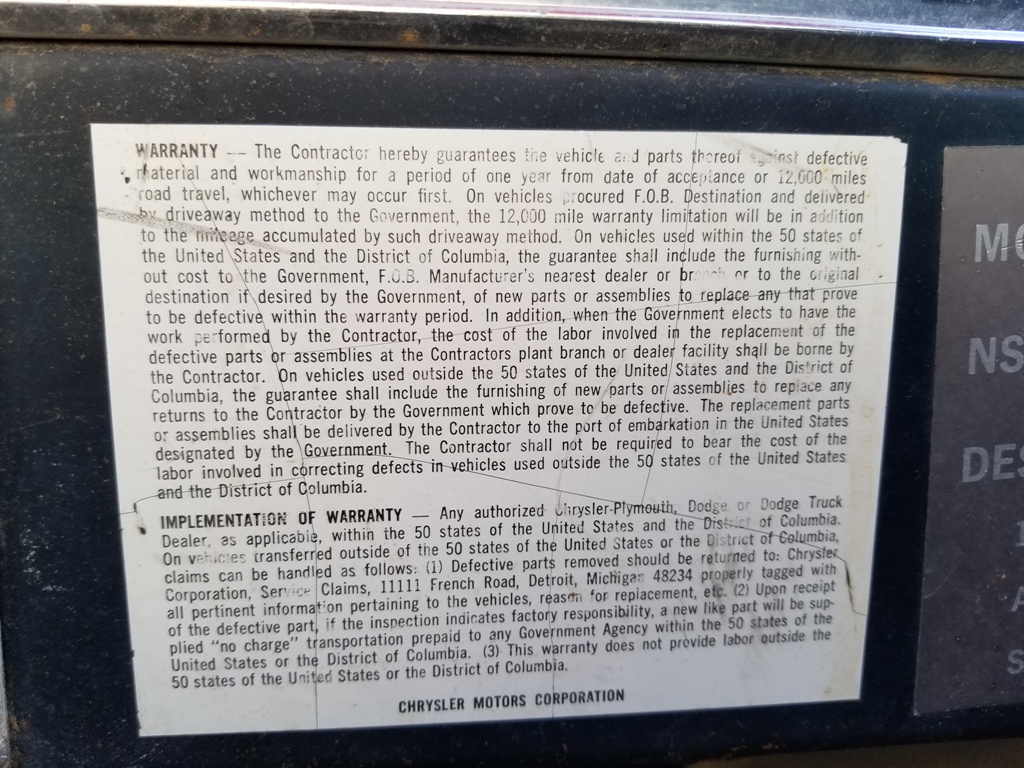 WARRANTY — The Contractor hereby guarantees the vehicle and parts thereof against defective
material and workmanship for a period of one year from date of acceptance or 12,000 miles
road travel, whichever may occur first. On vehicles procured F.O.B. Destination and delivered
by driveaway method to the Government, the 12,000 mile warranty limitation will be in addition
to the mileage accumulated by such driveaway method. On vehicles used within the 50 states of
the United States and the District of Columbia, the guarantee shall include the furnishing with-
out cost to the Government, F.O.B. Manufacturer's nearest dealer or branch or to the original
destination if desired by the Government, of new parts or assemblies to replace any that prove
to be defective within the warranty period. In addition, when the Government elects to have the
work performed by the Contractor, the cost of the labor involved in the replacement of the
defective parts or assemblies at the Contractors plant branch or dealer facility shall be borne by
the Contractor. On vehicles used outside the 50 states of the United States and the District of
Columbia, the guarantee shall include the furnishing of new parts or assemblies to replace any
returns to the Contractor by the Government which prove to be defective. The replacement parts
or assemblies shall be delivered by the Contractor to the port of embarkation in the United States
designated by the Government. The Contractor shall not be required to bear the cost of the
labor involved in correcting defects in vehicles used outside the 50 states of the United States
and the District of Columbia.
IMPLEMENTATION OF WARRANTY — Any authorized Chrysler-Plymouth, Dodge or Dodge Truck
Dealer, as applicable, within the 50 states of the United States and the District of Columbia.
On vehicles transferred outside of the 50 states of the United States or the District of Columbia,
claims can be handled as follows: (1) Defective parts removed should be returned to: Chrysler
Corporation, Service Claims, 11111 French Road, Detroit, Michigan 48234 properly tagged with
all pertinent information pertaining to the vehicles, reason for replacement, etc. (2) Upon receipt
of the defective part, if the inspection indicates factory responsibility, a new like part will be sup-
plied "no charge" transportation prepaid to any Government Agency within the 50 states of the
United States or the District of Columbia. (3) This warranty does not provide labor outside the
50 states of the United States or the District of Columbia.
CHRYSLER MOTORS CORPORATION
MO
NS
DES